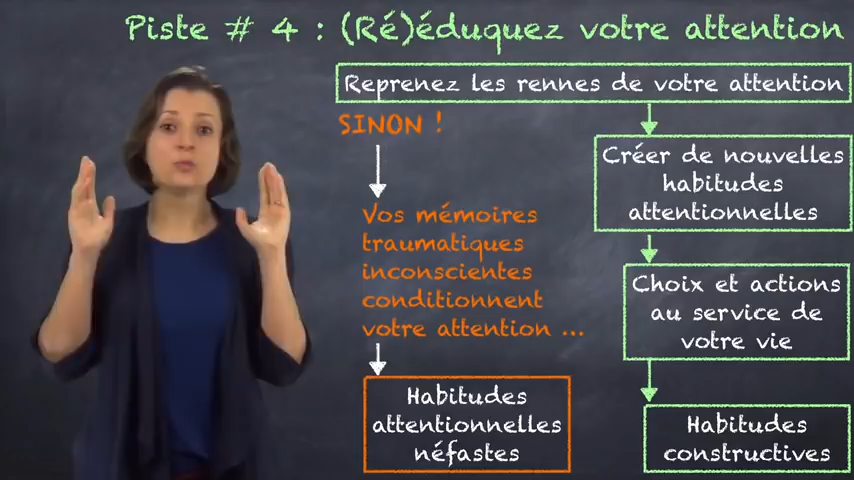 Piste # 4 : (Ré)éduquez votre attention
Reprenez les rennes de votre attention
SINON !
Vos mémoires
traumatiques
inconscientes
conditionnent
votre attention ...
Habitudes
attentionnelles
néfastes
Créer de nouvelles
habitudes
attentionnelles
Choix et actions
au service de
votre vie
Habitudes
constructives